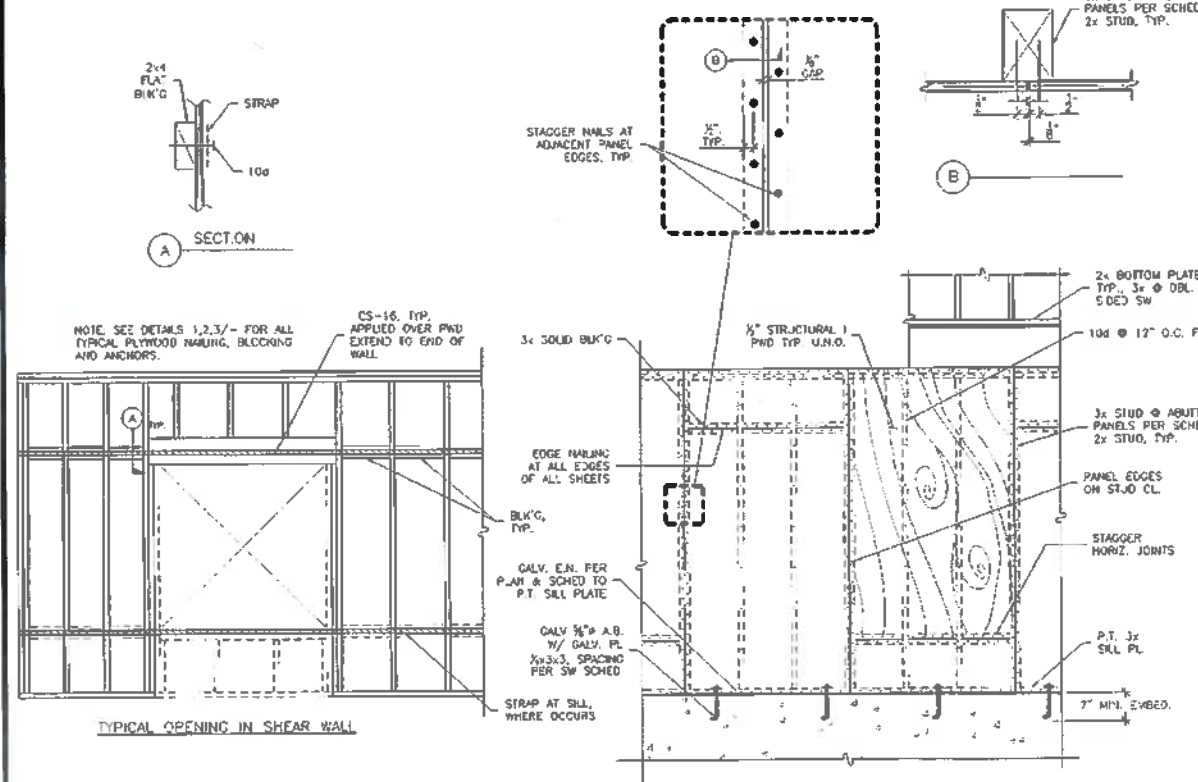 2x4
FLAT
BLK'G
STRAP
10d
A
SECTION
B
⅛"
GAP
½"
TYP.
STAGGER NAILS AT
ADJACENT PANEL
EDGES, TYP.
PANELS PER SCHED
2x STUD, TYP.
½"
½"
⅛"
B
NOTE: SEE DETAILS 1,2,3/- FOR ALL
TYPICAL PLYWOOD NAILING, BLOCKING
AND ANCHORS.
CS-16, TYP.
APPLIED OVER PWD
EXTEND TO END OF
WALL
A
TYP.
BLK'G,
TYP.
STRAP AT SILL,
WHERE OCCURS
TYPICAL OPENING IN SHEAR WALL
3x SOLID BLK'G
½" STRUCTURAL I
PWD TYP. U.N.O.
2x BOTTOM PLATE
TYP., 3x @ DBL.
SIDED SW
10d @ 12" O.C. F
EDGE NAILING
AT ALL EDGES
OF ALL SHEETS
3x STUD @ ABUTT
PANELS PER SCHE
2x STUD, TYP.
PANEL EDGES
ON STUD CL.
STAGGER
HORIZ. JOINTS
GALV. E.N. PER
PLAN & SCHED TO
P.T. SILL PLATE
GALV ⅝"ø A.B.
W/ GALV. PL
¼x3x3, SPACING
PER SW SCHED
P.T. 3x
SILL PL
7" MIN. EMBED.